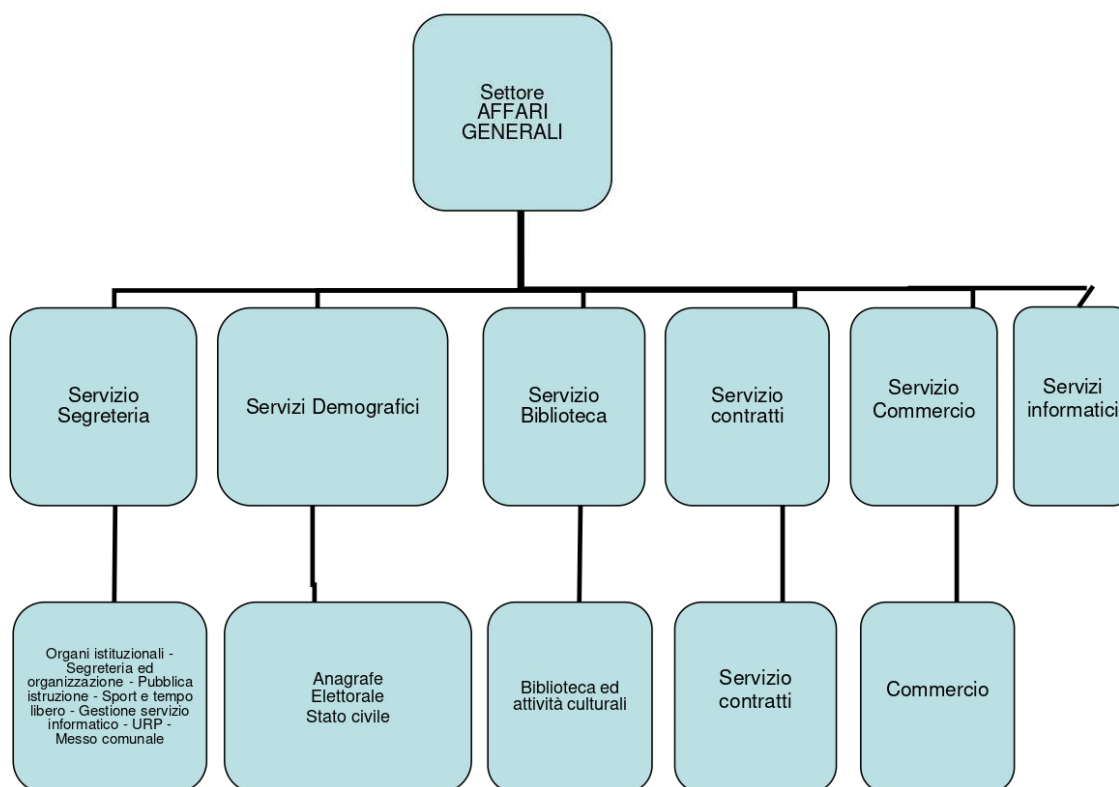 Settore
AFFARI
GENERALI
Servizio
Segreteria
Servizi Demografici
Servizio
Biblioteca
Servizio
contratti
Servizio
Commercio
Servizi
informatici
Organi istituzionali -
Segreteria ed
organizzazione - Pubblica
istruzione - Sport e tempo
libero - Gestione servizio
informatico - URP -
Messo comunale
Anagrafe
Elettorale
Stato civile
Biblioteca ed
attività culturali
Servizio
contratti
Commercio